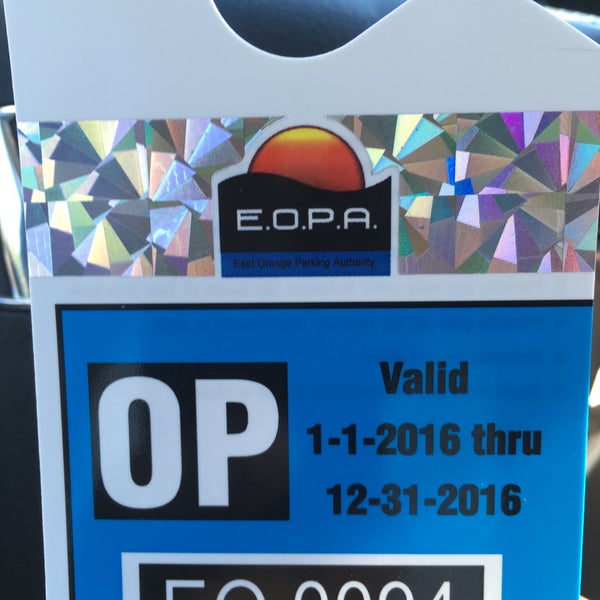 E.O.P.A.
East Orange Parking Authority
OP
Valid
1-1-2016 thru
12-31-2016